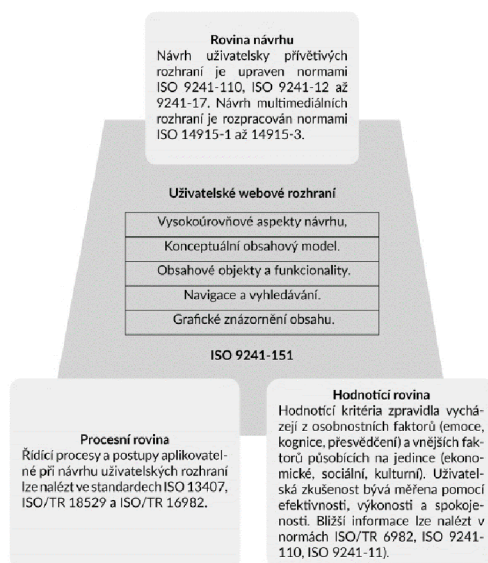 Rovina návrhu
Návrh uživatelsky přívětivých
rozhraní je upraven normami
ISO 9241-110, ISO 9241-12 až
9241-17. Návrh multimediálních
rozhraní je rozpracován normami
ISO 14915-1 až 14915-3.
Uživatelské webové rozhraní
Vysokoúrovňové aspekty návrhu,
Konceptuální obsahový model.
Obsahové objekty a funkcionality.
Navigace a vyhledávání.
Grafické znázornění obsahu.
ISO 9241-151
Procesní rovina
Řídící procesy a postupy aplikovatel-
né při návrhu uživatelských rozhraní
lze nalézt ve standardech ISO 13407,
ISO/TR 18529 a ISO/TR 16982.
Hodnotící rovina
Hodnotící kritéria zpravidla vychá-
zejí z osobnostních faktorů (emoce,
kognice, přesvědčení) a vnějších fak-
torů působících na jedince (ekono-
mické, sociální, kulturní). Uživatel-
ská zkušenost bývá měřena pomocí
efektivnosti, výkonosti a spokoje-
nosti. Bližší informace lze nalézt v
normách ISO/TR 6982, ISO 9241-
110, ISO 9241-11).